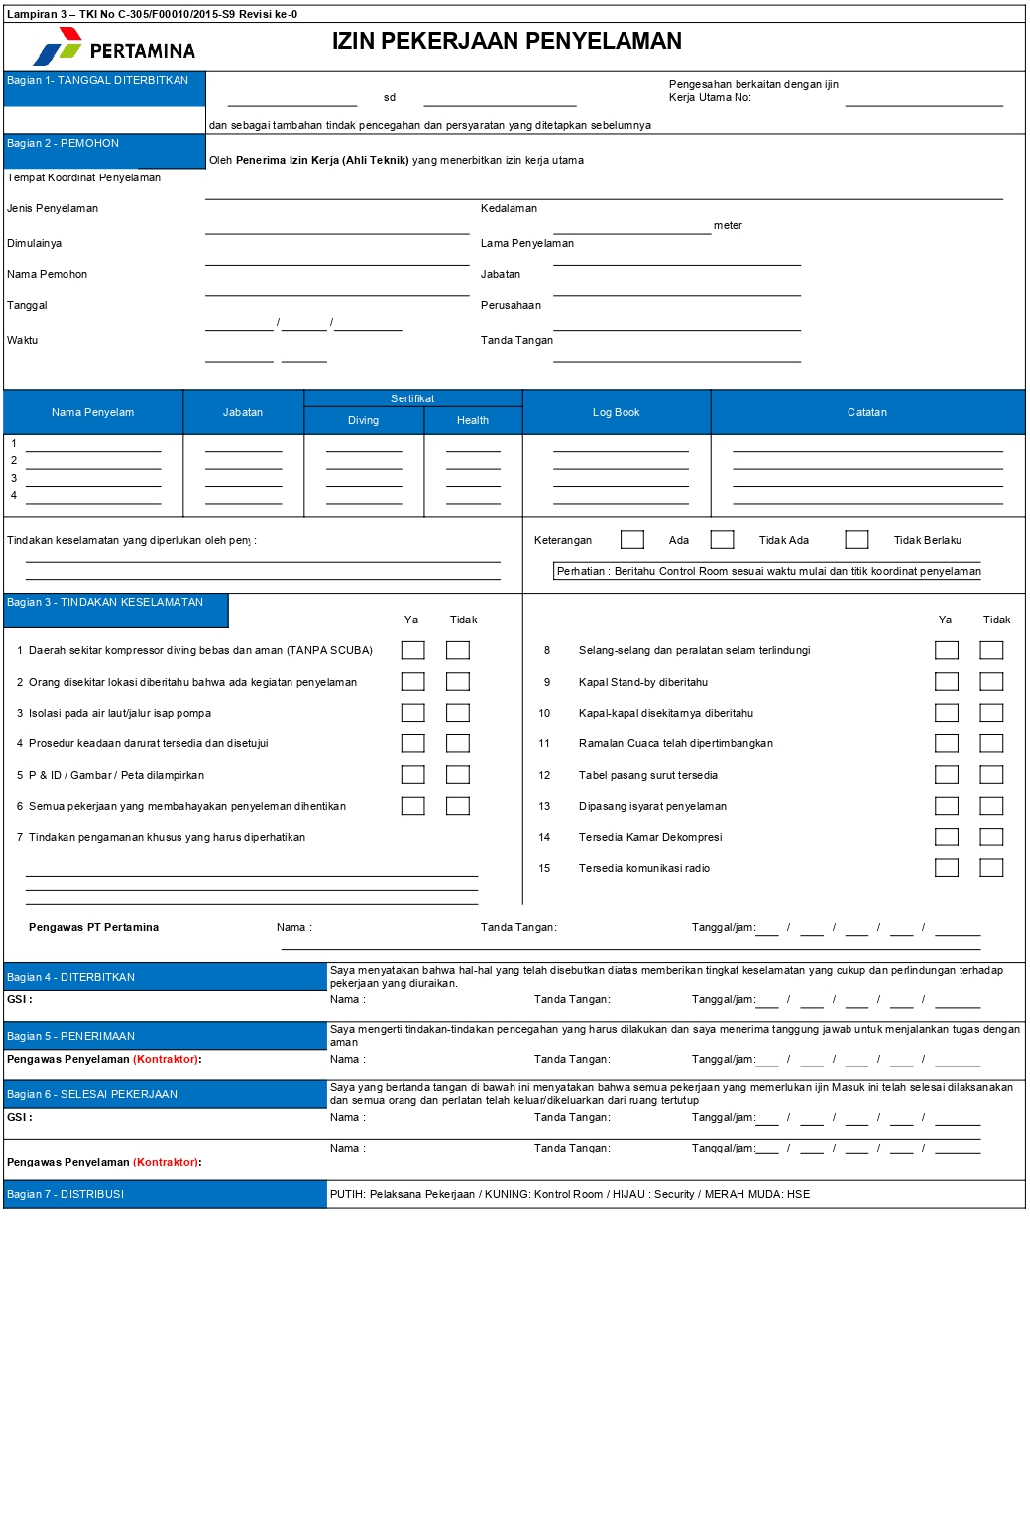 Lampiran 3 – TKI No C-305/F00010/2015-S9 Revisi ke-0
PERTAMINA
IZIN PEKERJAAN PENYELAMAN
Bagian 1- TANGGAL DITERBITKAN
sd
Pengesahan berkaitan dengan ijin
Kerja Utama No:
dan sebagai tambahan tindak pencegahan dan persyaratan yang ditetapkan sebelumnya
Bagian 2 - PEMOHON
Oleh Penerima Izin Kerja (Ahli Teknik) yang menerbitkan izin kerja utama
Tempat Koordinat Penyelaman
Jenis Penyelaman
Kedalaman
meter
Dimulainya
Lama Penyelaman
Nama Pemohon
Jabatan
Tanggal
Perusahaan
/ /
Waktu
Tanda Tangan
Nama Penyelam
Jabatan
Sertifikat
Diving
Health
Log Book
Catatan
1
2
3
4
Tindakan keselamatan yang diperlukan oleh peny :
Keterangan
Ada
Tidak Ada
Tidak Berlaku
Perhatian : Beritahu Control Room sesuai waktu mulai dan titik koordinat penyelaman
Bagian 3 - TINDAKAN KESELAMATAN
Ya Tidak
Ya Tidak
1 Daerah sekitar kompressor diving bebas dan aman (TANPA SCUBA)
8 Selang-selang dan peralatan selam terlindungi
2 Orang disekitar lokasi diberitahu bahwa ada kegiatan penyelaman
9 Kapal Stand-by diberitahu
3 Isolasi pada air laut/jalur isap pompa
10 Kapal-kapal disekitarnya diberitahu
4 Prosedur keadaan darurat tersedia dan disetujui
11 Ramalan Cuaca telah dipertimbangkan
5 P & ID / Gambar / Peta dilampirkan
12 Tabel pasang surut tersedia
6 Semua pekerjaan yang membahayakan penyeleman dihentikan
13 Dipasang isyarat penyelaman
7 Tindakan pengamanan khusus yang harus diperhatikan
14 Tersedia Kamar Dekompresi
15 Tersedia komunikasi radio
Pengawas PT Pertamina Nama : Tanda Tangan: Tanggal/jam: / / / /
Bagian 4 - DITERBITKAN
Saya menyatakan bahwa hal-hal yang telah disebutkan diatas memberikan tingkat keselamatan yang cukup dan perlindungan terhadap
pekerjaan yang diuraikan.
GSI : Nama : Tanda Tangan: Tanggal/jam: / / / /
Bagian 5 - PENERIMAAN
Saya mengerti tindakan-tindakan pencegahan yang harus dilakukan dan saya menerima tanggung jawab untuk menjalankan tugas dengan
aman
Pengawas Penyelaman (Kontraktor): Nama : Tanda Tangan: Tanggal/jam: / / / /
Bagian 6 - SELESAI PEKERJAAN
Saya yang bertanda tangan di bawah ini menyatakan bahwa semua pekerjaan yang memerlukan ijin Masuk ini telah selesai dilaksanakan
dan semua orang dan perlatan telah keluar/dikeluarkan dari ruang tertutup
GSI : Nama : Tanda Tangan: Tanggal/jam: / / / /
Nama : Tanda Tangan: Tanggal/jam: / / / /
Pengawas Penyelaman (Kontraktor):
Bagian 7 - DISTRIBUSI
PUTIH: Pelaksana Pekerjaan / KUNING: Kontrol Room / HIJAU : Security / MERAH MUDA: HSE